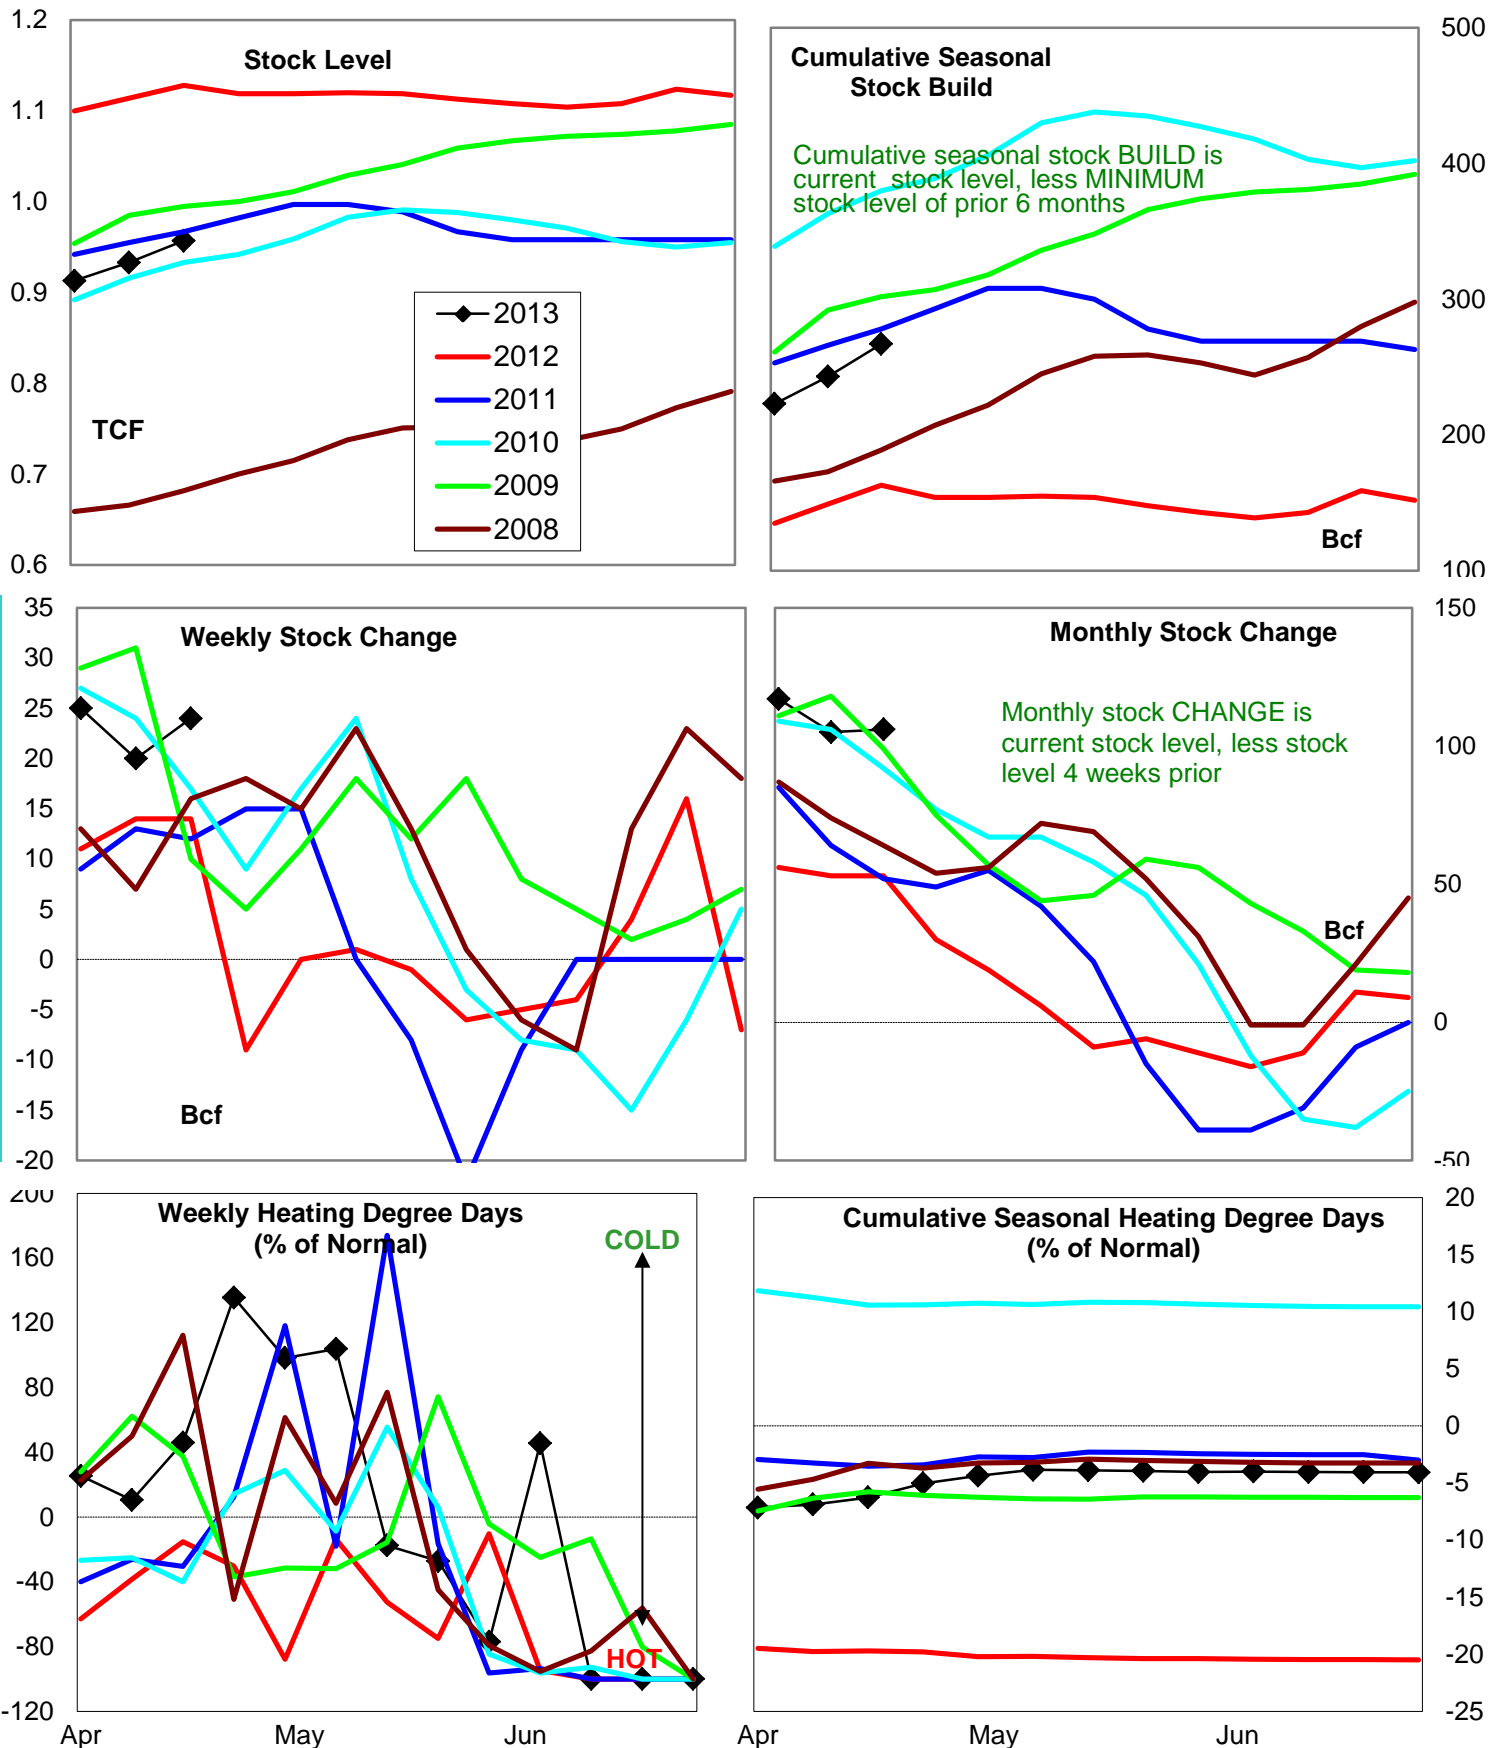 Stock Level
1.2
1.1
1.0
0.9
0.8
0.7
0.6
TCF
2013
2012
2011
2010
2009
2008
Cumulative Seasonal
Stock Build
Cumulative seasonal stock BUILD is
current stock level, less MINIMUM
stock level of prior 6 months
500
400
300
200
100
Bcf
Weekly Stock Change
35
30
25
20
15
10
5
0
-5
-10
-15
-20
Bcf
Monthly Stock Change
Monthly stock CHANGE is
current stock level, less stock
level 4 weeks prior
150
100
50
0
-50
Bcf
Weekly Heating Degree Days
(% of Normal)
200
160
120
80
40
0
-40
-80
-120
COLD
HOT
Apr
May
Jun
Cumulative Seasonal Heating Degree Days
(% of Normal)
20
15
10
5
0
-5
-10
-15
-20
-25
Apr
May
Jun